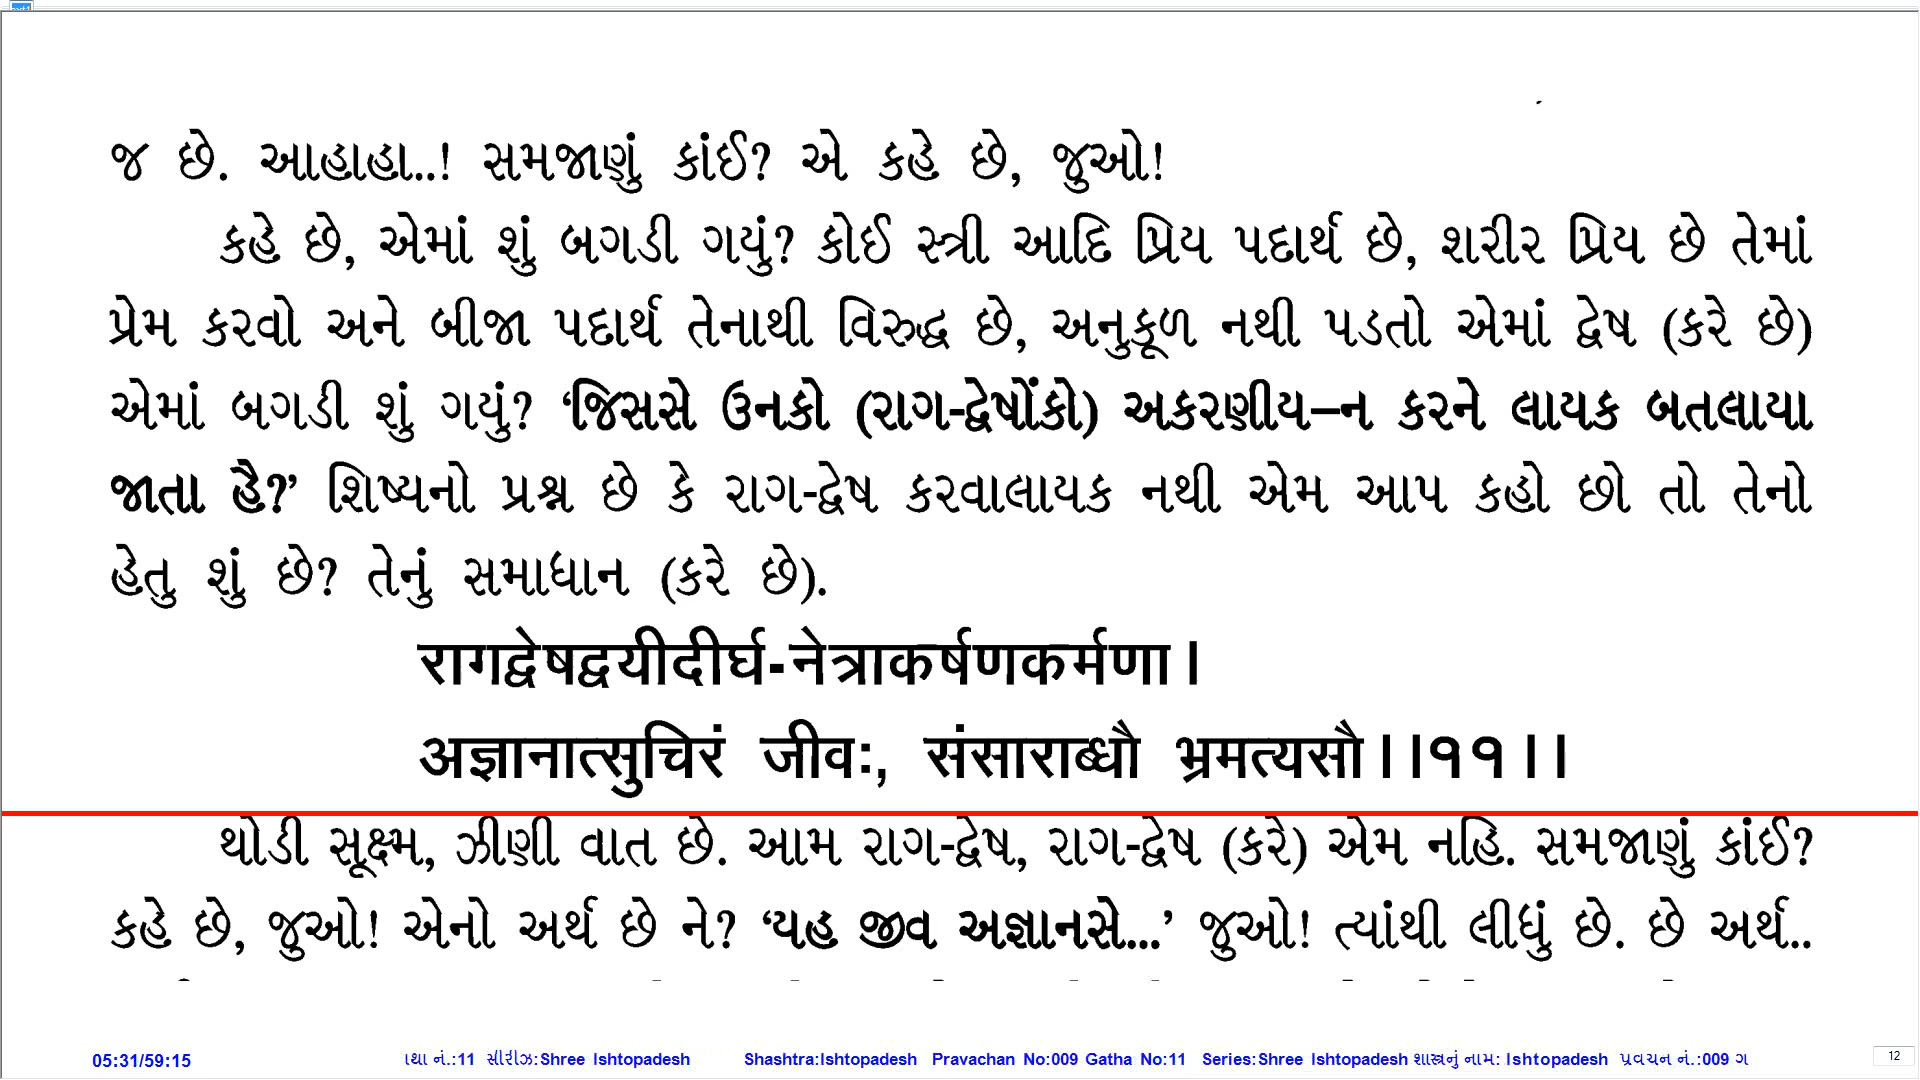 જ છે. આહાહા..! સમજાણું કાંઈ? એ કહે છે, જુઓ!
કહે છે, એમાં શું બગડી ગયું? કોઈ સ્ત્રી આદિ પ્રિય પદાર્થ છે, શરીર પ્રિય છે તેમાં
પ્રેમ કરવો અને બીજા પદાર્થ તેનાથી વિરુદ્ધ છે, અનુકૂળ નથી પડતો એમાં દ્વેષ (કરે છે)
એમાં બગડી શું ગયું? ‘જિસસે ઉનકો (રાગ-દ્વેષોંકો) અકરણીય–ન કરને લાયક બતલાયા
જાતા હૈ?’ શિષ્યનો પ્રશ્ન છે કે રાગ-દ્વેષ કરવાલાયક નથી એમ આપ કહો છો તો તેનો
હેતુ શું છે? તેનું સમાધાન (કરે છે).
रागद्वेषद्वयीदीर्घ-नेत्राकर्षणकर्मणा।
अज्ञानात्सुचिरं जीवः, संसाराब्धौ भ्रमत्यसौ।।११।।
થોડી સૂક્ષ્મ, ઝીણી વાત છે. આમ રાગ-દ્વેષ, રાગ-દ્વેષ (કરે) એમ નહિ. સમજાણું કાંઈ?
કહે છે, જુઓ! એનો અર્થ છે ને? ‘યહ જીવ અજ્ઞાનસે...’ જુઓ! ત્યાંથી લીધું છે. છે અર્થ..
05:31/59:15 ાથા નં.:11 સીરીઝ:Shree Ishtopadesh Shashtra:Ishtopadesh Pravachan No:009 Gatha No:11 Series:Shree Ishtopadesh શાસ્ત્રનું નામ: Ishtopadesh પ્રવચન નં.:009 ગ 12